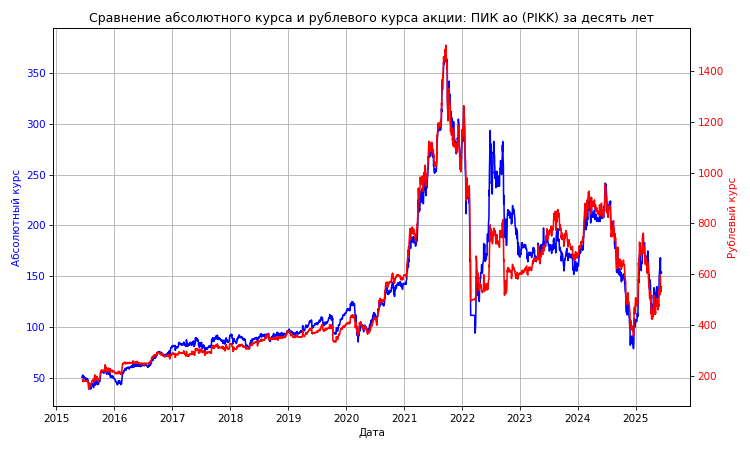 Сравнение абсолютного курса и рублевого курса акции: ПИК ао (PIKK) за десять лет
Абсолютный курс
350
300
250
200
150
100
50
1400
1200
1000
800
600
400
200
Рублевый курс
2015 2016 2017 2018 2019 2020 2021 2022 2023 2024 2025
Дата